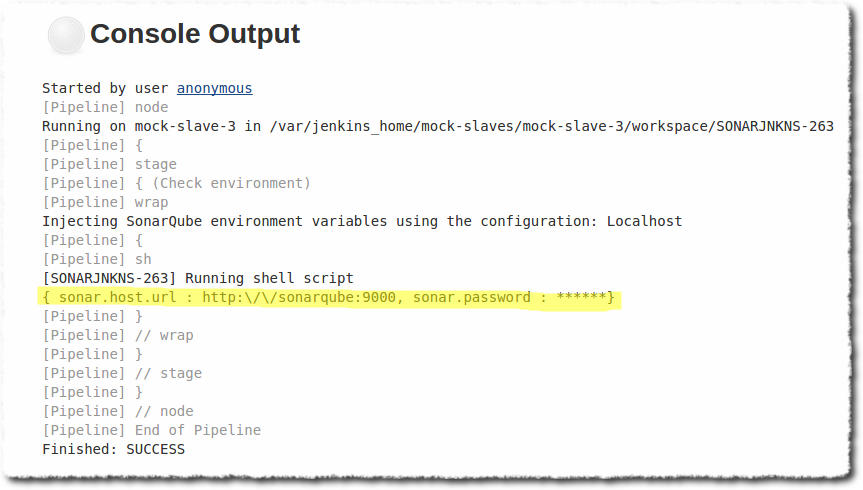 Console Output
Started by user anonymous
[Pipeline] node
Running on mock-slave-3 in /var/jenkins_home/mock-slaves/mock-slave-3/workspace/SONARJNKNS-263
[Pipeline] {
[Pipeline] stage
[Pipeline] { (Check environment)
[Pipeline] wrap
Injecting SonarQube environment variables using the configuration: Localhost
[Pipeline] {
[Pipeline] sh
[SONARJNKNS-263] Running shell script
{ sonar.host.url : http:\/\/sonarqube:9000, sonar.password : ******}
[Pipeline] }
[Pipeline] // wrap
[Pipeline] }
[Pipeline] // stage
[Pipeline] }
[Pipeline] // node
[Pipeline] End of Pipeline
Finished: SUCCESS